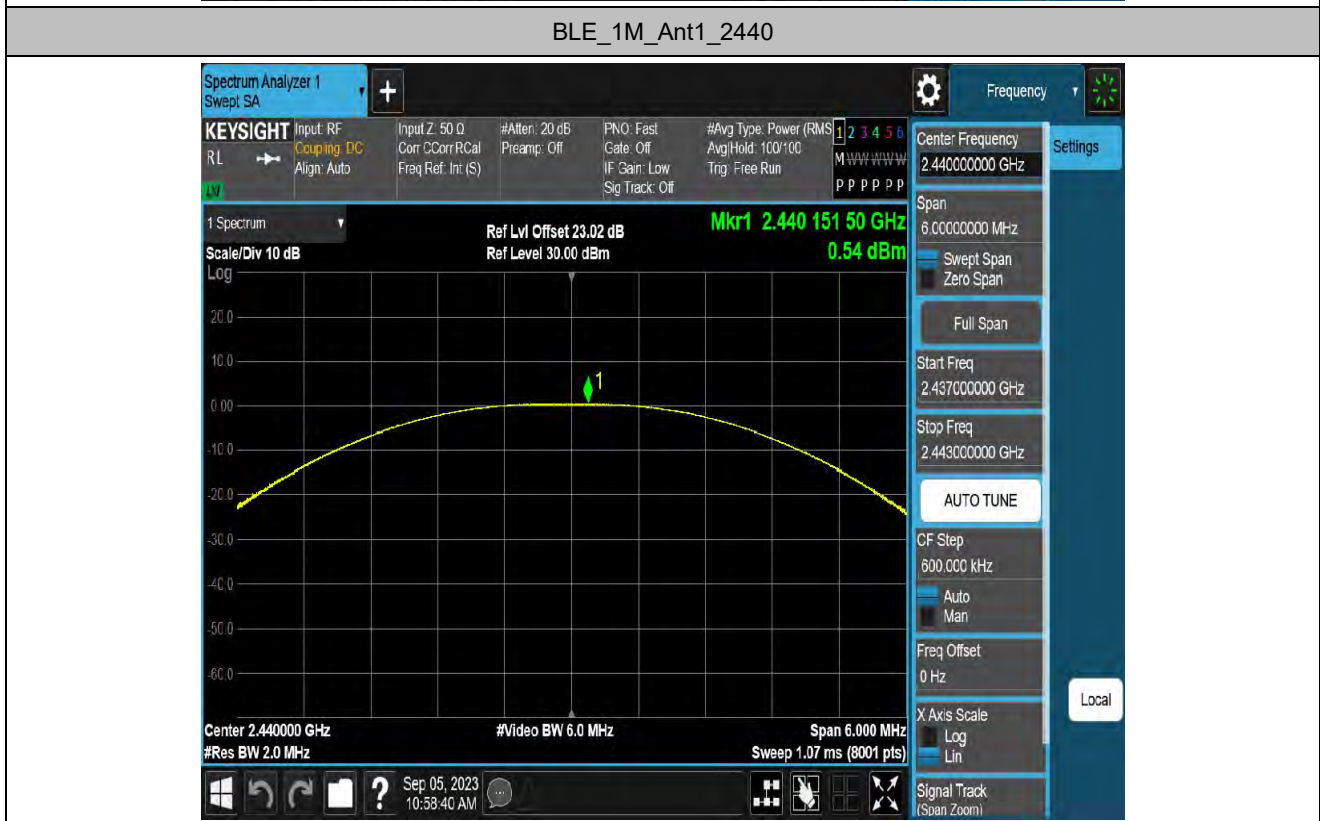 BLE_1M_Ant1_2440
Spectrum Analyzer 1
Swept SA
+
Frequency
KEYSIGHT
RL
Input: RF
Coupling: DC
Align: Auto
Input Z: 50 Ω
Corr CCorr RCal
Freq Ref: Int (S)
#Atten: 20 dB
Preamp: Off
PNO: Fast
Gate: Off
IF Gain: Low
Sig Track: Off
#Avg Type: Power (RMS
Avg|Hold: 100/100
Trig: Free Run
1 2 3 4 5 6
M W W W W W
P P P P P P
1 Spectrum
Scale/Div 10 dB
Log
Ref Lvl Offset 23.02 dB
Ref Level 30.00 dBm
Mkr1 2.440 151 50 GHz
0.54 dBm
20.0
10.0
0.00
-10.0
-20.0
-30.0
-40.0
-50.0
-60.0
1
Center 2.440000 GHz
#Res BW 2.0 MHz
#Video BW 6.0 MHz
Span 6.000 MHz
Sweep 1.07 ms (8001 pts)
Center Frequency
2.440000000 GHz
Settings
Span
6.00000000 MHz
Swept Span
Zero Span
Full Span
Start Freq
2.437000000 GHz
Stop Freq
2.443000000 GHz
AUTO TUNE
CF Step
600.000 kHz
Auto
Man
Freq Offset
0 Hz
X Axis Scale
Log
Lin
Local
Signal Track
(Span Zoom)
?
Sep 05, 2023
10:58:40 AM